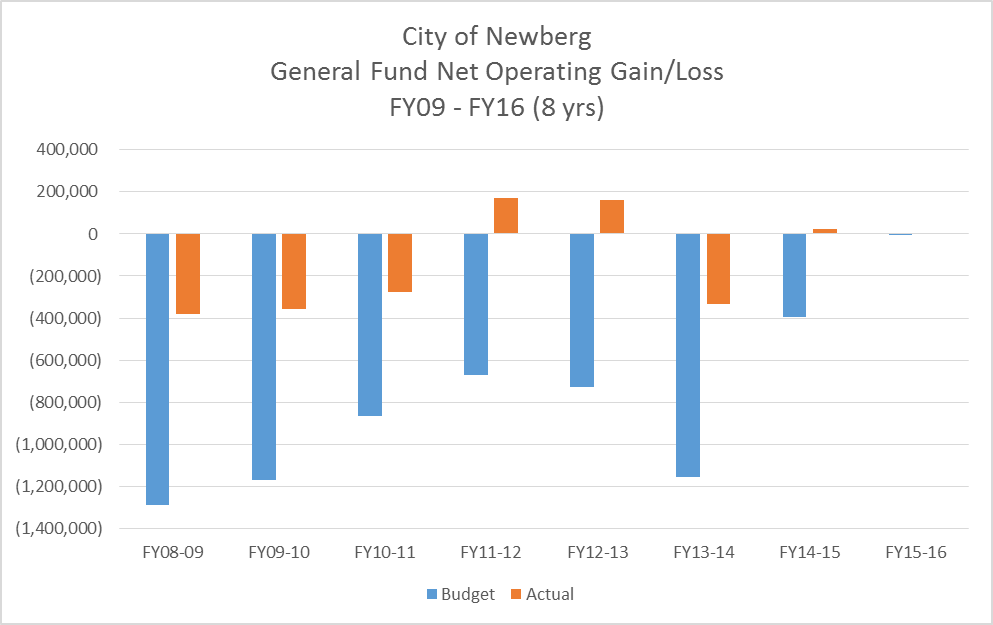 City of Newberg
General Fund Net Operating Gain/Loss
FY09 - FY16 (8 yrs)
400,000
200,000
0
(200,000)
(400,000)
(600,000)
(800,000)
(1,000,000)
(1,200,000)
(1,400,000)
FY08-09 FY09-10 FY10-11 FY11-12 FY12-13 FY13-14 FY14-15 FY15-16
Budget Actual